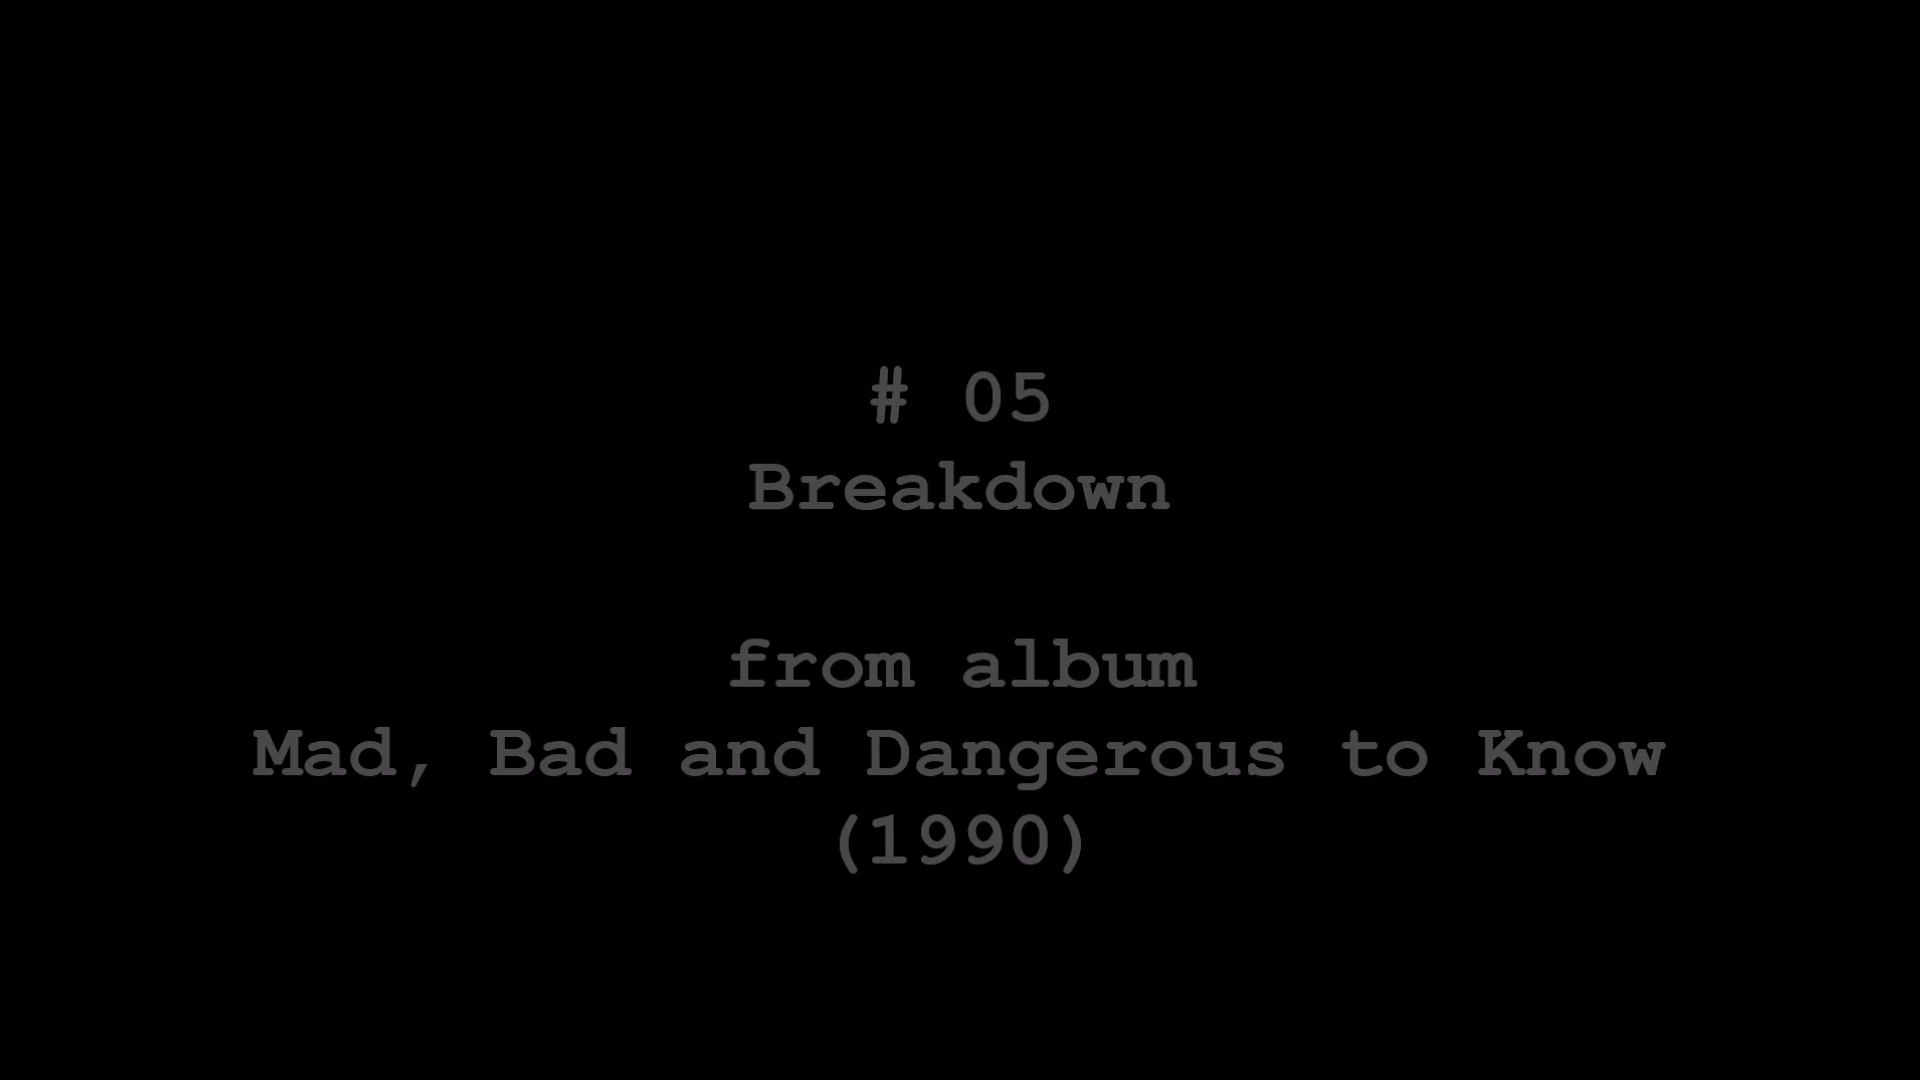 # 05
Breakdown
from album
Mad, Bad and Dangerous to Know
(1990)